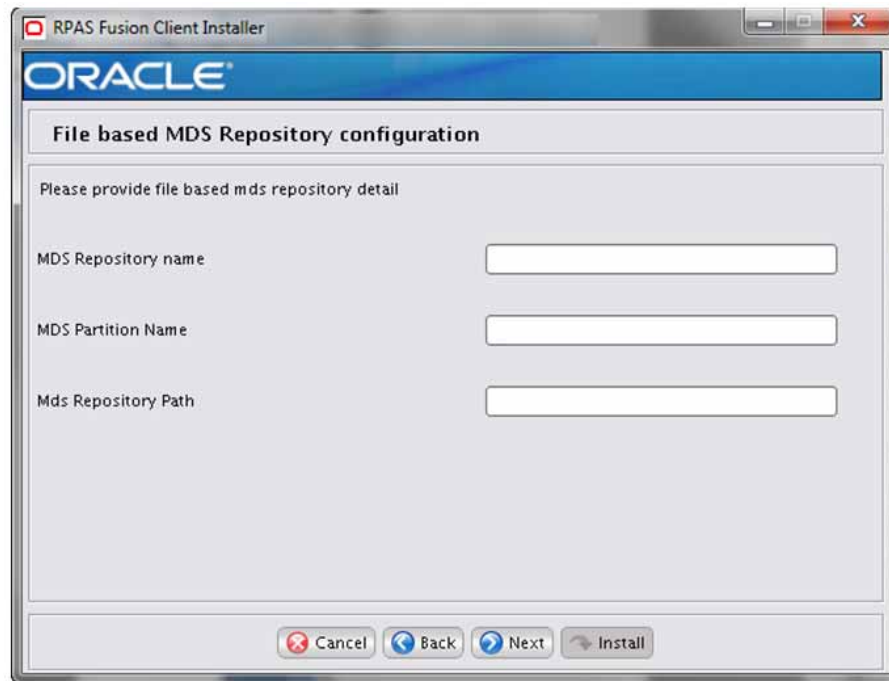 RPAS Fusion Client Installer
ORACLE
File based MDS Repository configuration
Please provide file based mds repository detail
MDS Repository name
MDS Partition Name
Mds Repository Path
Cancel Back Next Install